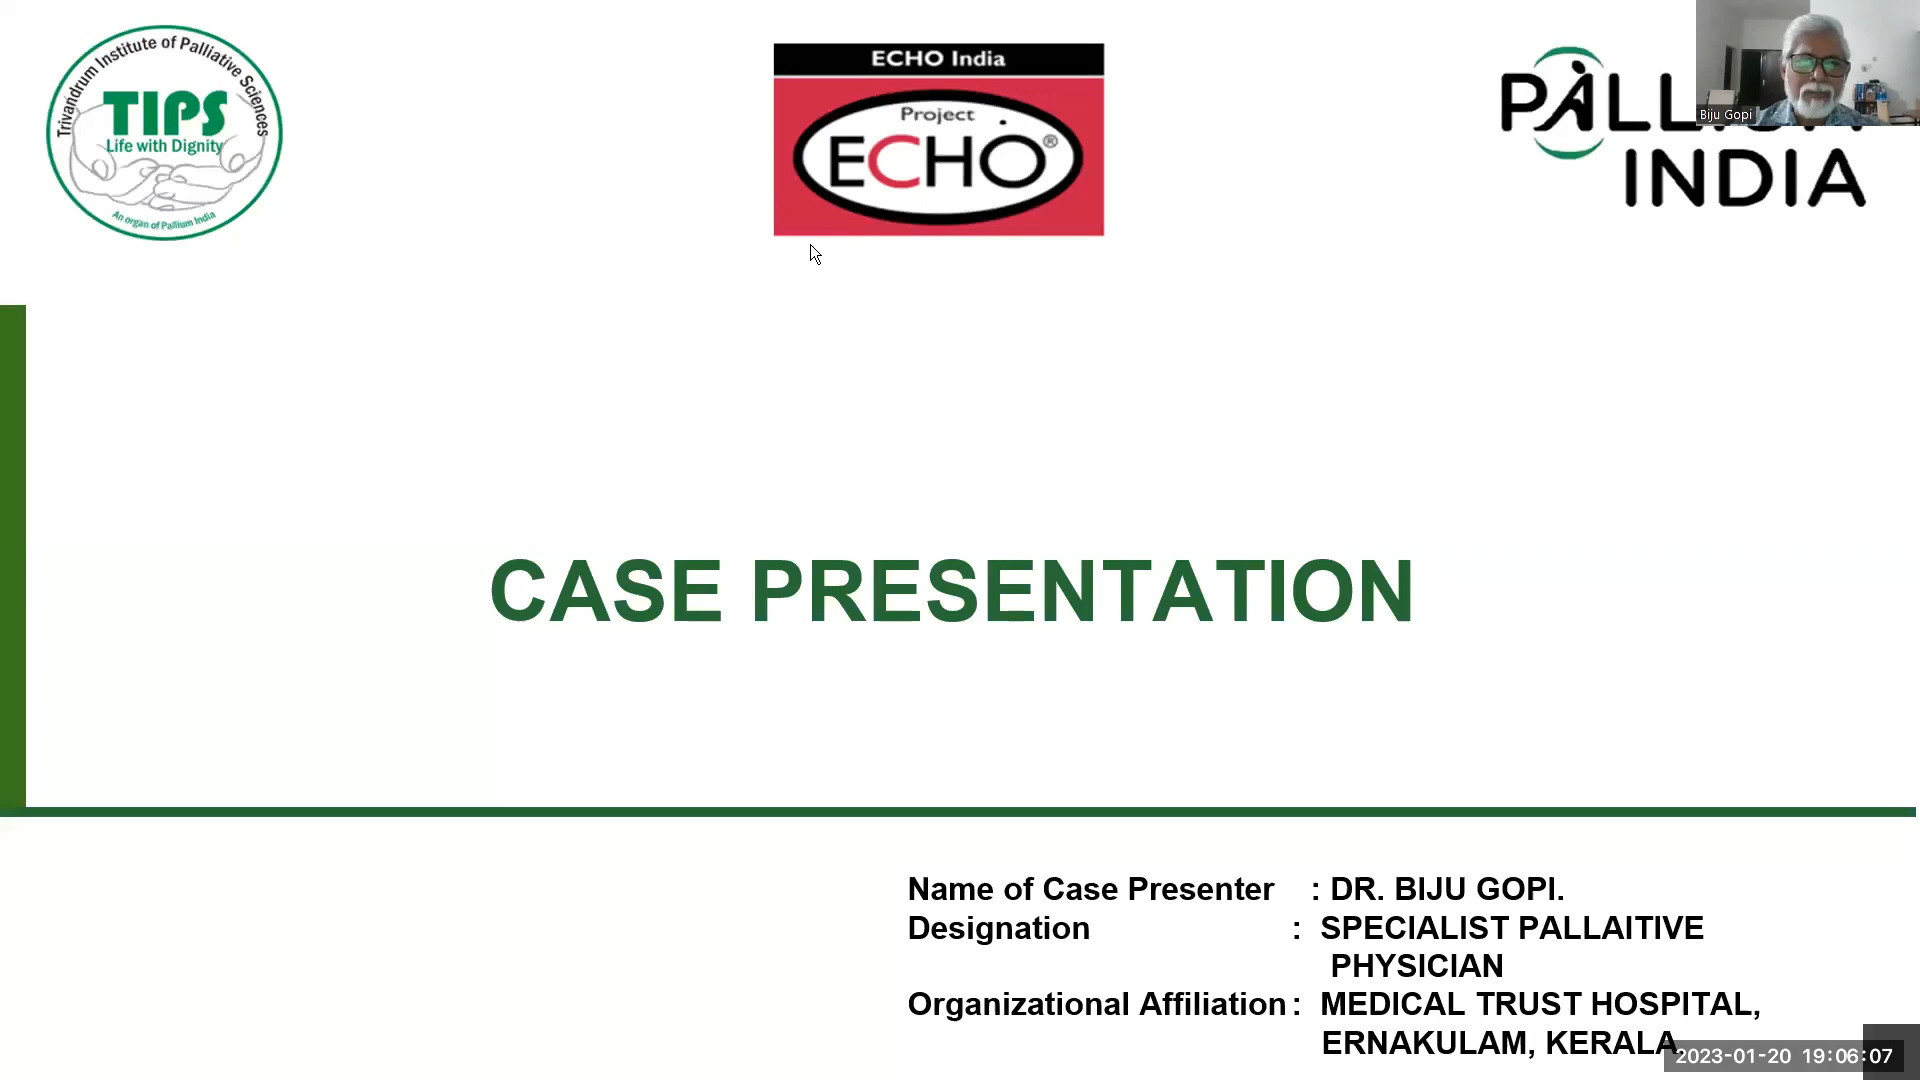 Trivandrum Institute of Palliative Sciences
TIPS
Life with Dignity
An organ of Pallium India
ECHO India
Project
ECHO®
INDIA
Biju Gopi
CASE PRESENTATION
Name of Case Presenter : DR. BIJU GOPI.
Designation : SPECIALIST PALLAITIVE
PHYSICIAN
Organizational Affiliation : MEDICAL TRUST HOSPITAL,
ERNAKULAM, KERALA
2023-01-20 19:06:07